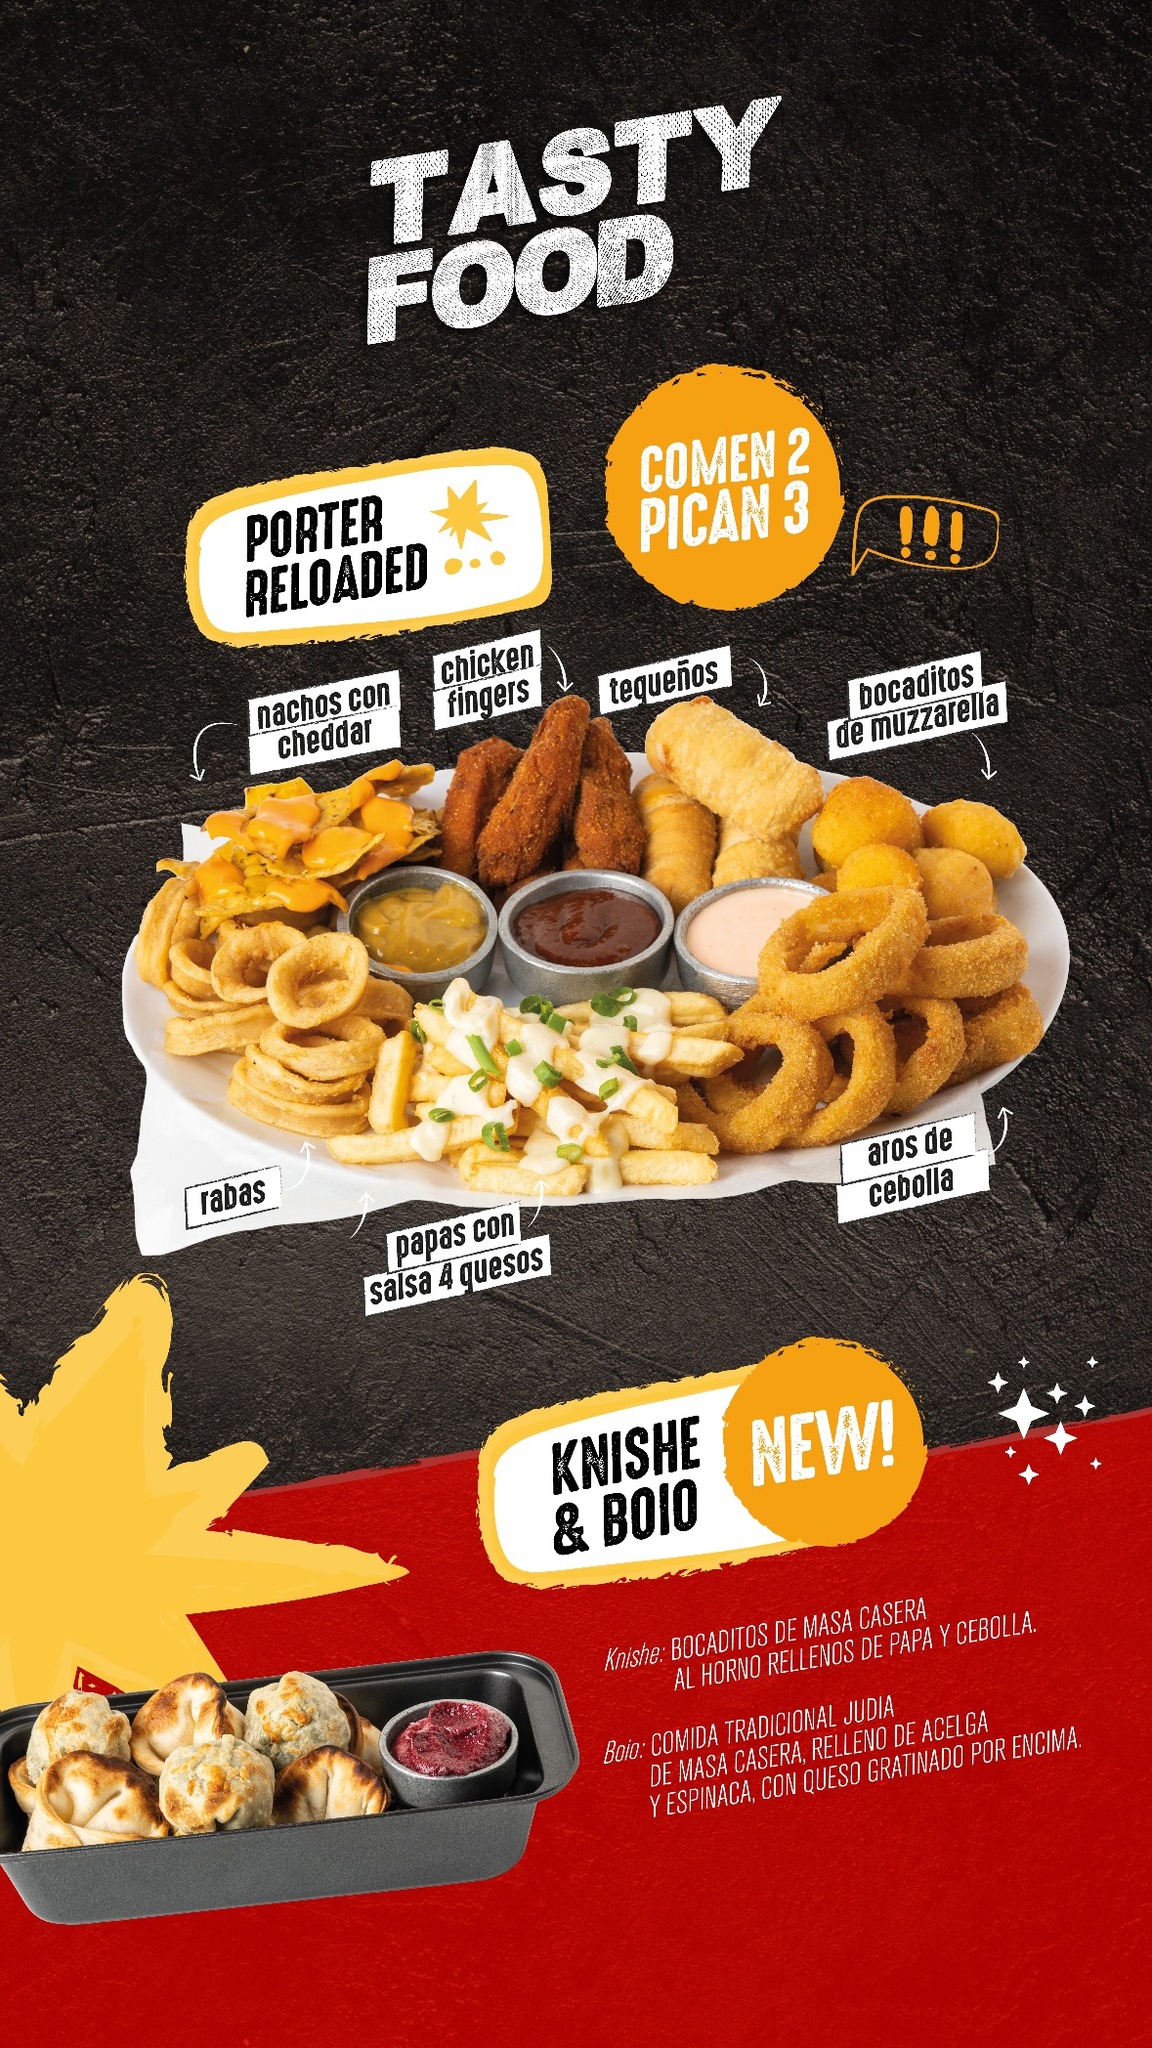 TASTY
FOOD
COMEN 2
PICAN 3
!!!
PORTER
RELOADED
chicken
fingers
tequeños
bocaditos
de muzzarella
nachos con
cheddar
rabas
papas con
salsa 4 quesos
aros de
cebolla
KNISHE
& BOIO
NEW!
Knishe: BOCADITOS DE MASA CASERA
AL HORNO RELLENOS DE PAPA Y CEBOLLA.
Boio: COMIDA TRADICIONAL JUDIA
DE MASA CASERA, RELLENO DE ACELGA
Y ESPINACA, CON QUESO GRATINADO POR ENCIMA.